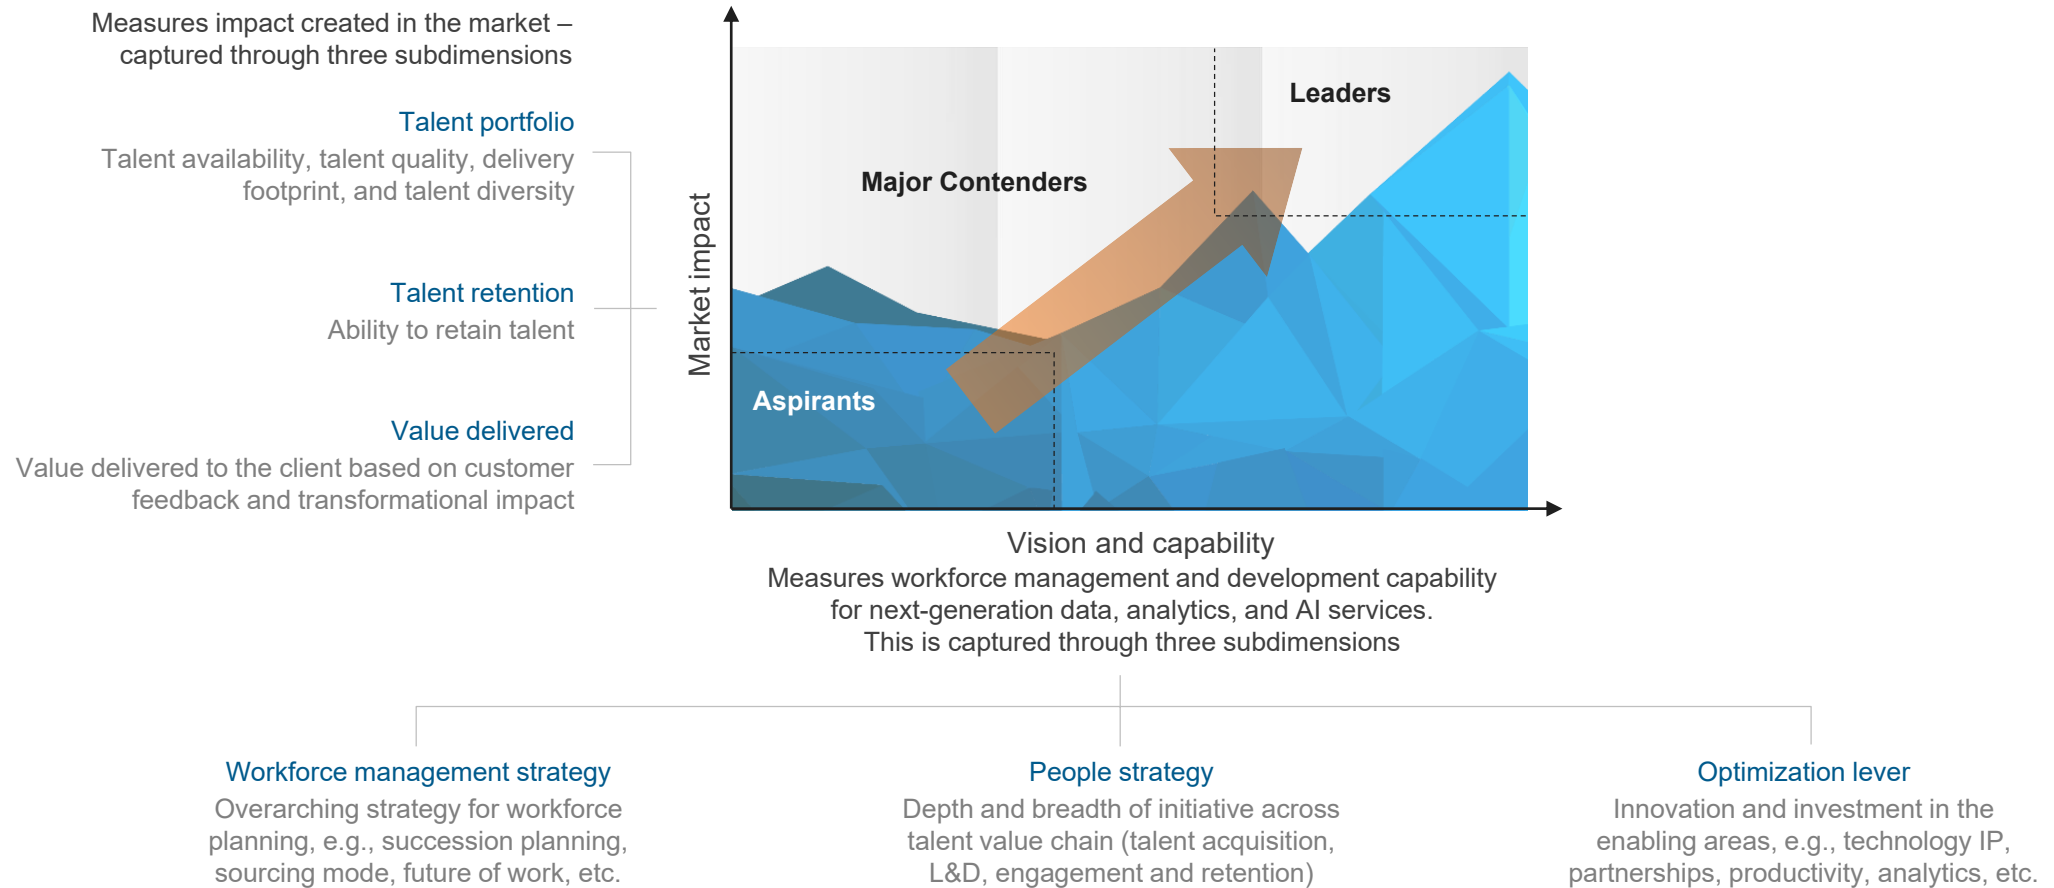 Measures impact created in the market –
captured through three subdimensions
Talent portfolio
Talent availability, talent quality, delivery
footprint, and talent diversity
Talent retention
Ability to retain talent
Value delivered
Value delivered to the client based on customer
feedback and transformational impact
Market impact
Leaders
Major Contenders
Aspirants
Vision and capability
Measures workforce management and development capability
for next-generation data, analytics, and AI services.
This is captured through three subdimensions
Workforce management strategy
Overarching strategy for workforce
planning, e.g., succession planning,
sourcing mode, future of work, etc.
People strategy
Depth and breadth of initiative across
talent value chain (talent acquisition,
L&D, engagement and retention)
Optimization lever
Innovation and investment in the
enabling areas, e.g., technology IP,
partnerships, productivity, analytics, etc.